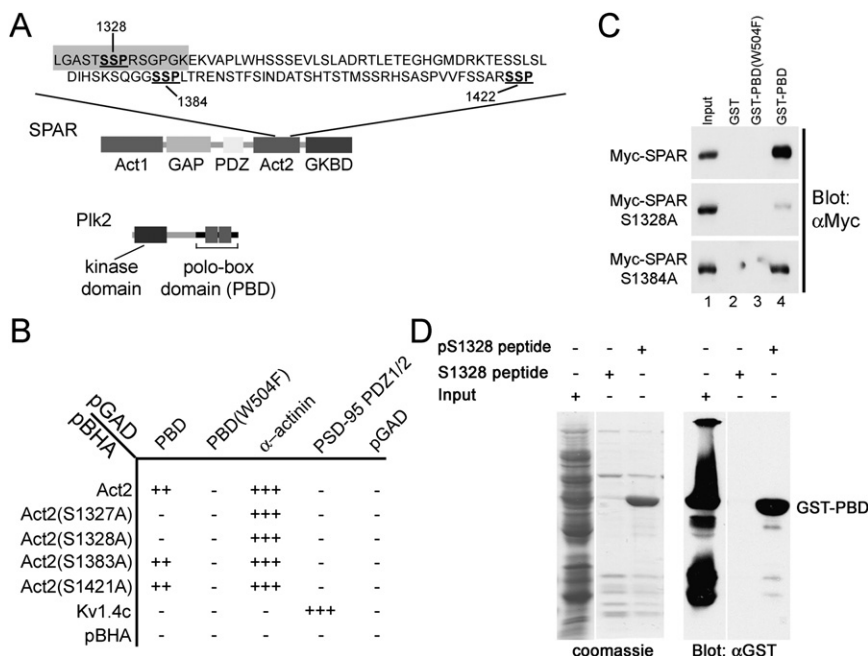 A
1328
LGASTSSPRSGPGKEKVAPLWHSSSEVLSLADRTLETEGHGMDRKTESSLSL
DIHSKSQGGSSPLTRENSTFSINDATSHTSTMSSRHSASPVVFSSARSSP
1384
1422
SPAR
Act1 GAP PDZ Act2 GKBD
Plk2
kinase domain
polo-box domain (PBD)
B
pGAD
pBHA
PBD PBD(W504F) α-actinin PSD-95 PDZ1/2 pGAD
Act2 ++ - +++ - -
Act2(S1327A) - - +++ - -
Act2(S1328A) - - +++ - -
Act2(S1383A) ++ - +++ - -
Act2(S1421A) ++ - +++ - -
Kv1.4c - - - +++ -
pBHA - - - - -
C
Input GST GST-PBD(W504F) GST-PBD
Myc-SPAR
Myc-SPAR S1328A
Myc-SPAR S1384A
1 2 3 4
Blot: αMyc
D
pS1328 peptide - - + - - +
S1328 peptide - + - - + -
Input + - - + - -
GST-PBD
coomassie
Blot: αGST